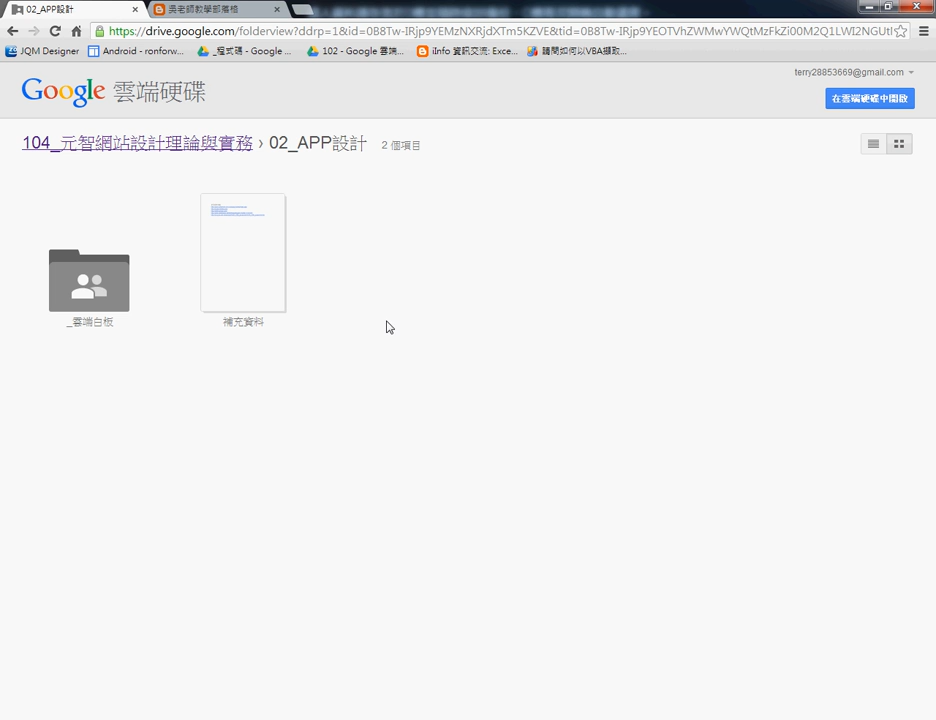 02_APP設計
吳老師教學部落格
https://drive.google.com/folderview?ddrp=1&id=0B8Tw-IRjp9YEMzNXRjdXTm5KZVE&tid=0B8Tw-IRjp9YEOTVhZWMwYWQtMzFkZi00M2Q1LWI2NGUt
JQM Designer
Android - ronforw...
_程式碼 - Google ...
102 - Google 雲端...
iInfo 資訊交流: Exce...
請問如何以VBA擷取...
terry28853669@gmail.com
Google 雲端硬碟
在雲端硬碟中開啟
104_元智網站設計理論與實務 › 02_APP設計 2 個項目
_雲端白板
補充資料